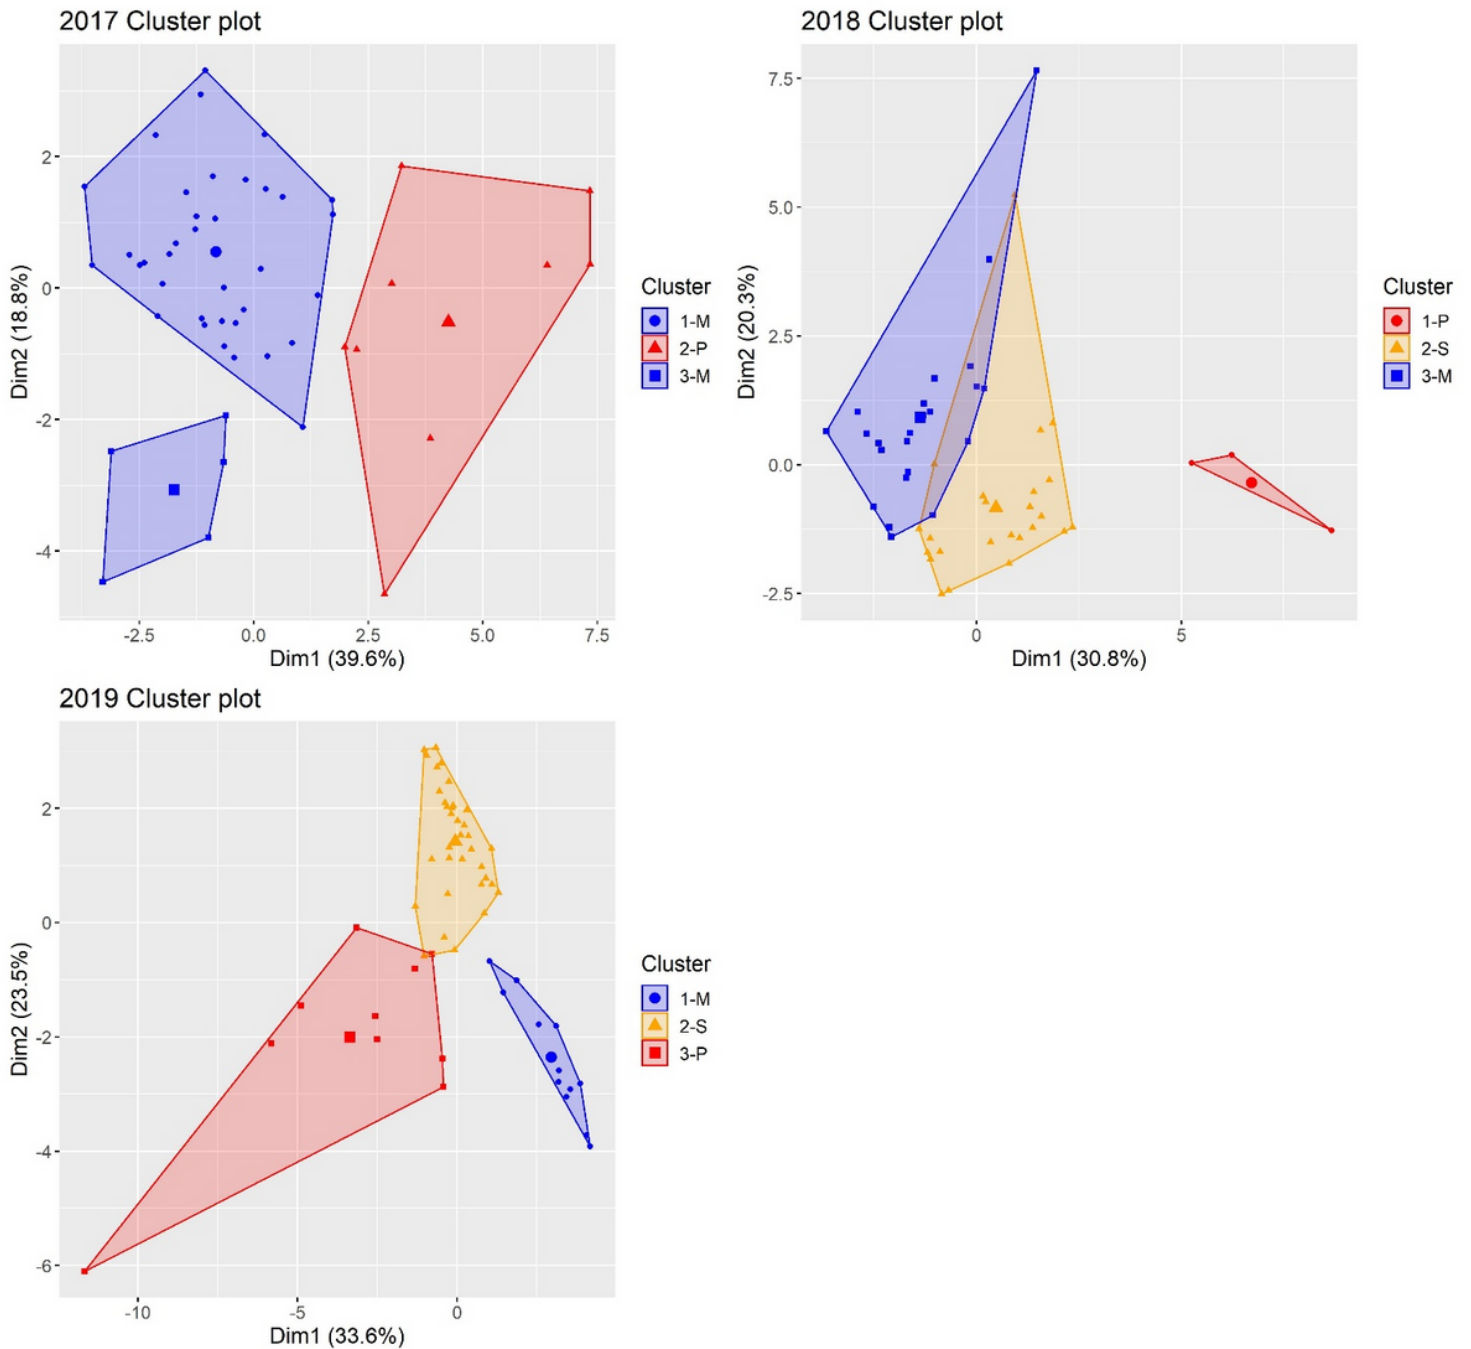 2017 Cluster plot
2
0
-2
-4
Dim2 (18.8%)
-2.5 0.0 2.5 5.0 7.5
Dim1 (39.6%)
Cluster
1-M
2-P
3-M
2018 Cluster plot
7.5
5.0
2.5
0.0
-2.5
Dim2 (20.3%)
0 5
Dim1 (30.8%)
Cluster
1-P
2-S
3-M
2019 Cluster plot
2
0
-2
-4
-6
Dim2 (23.5%)
-10 -5 0
Dim1 (33.6%)
Cluster
1-M
2-S
3-P